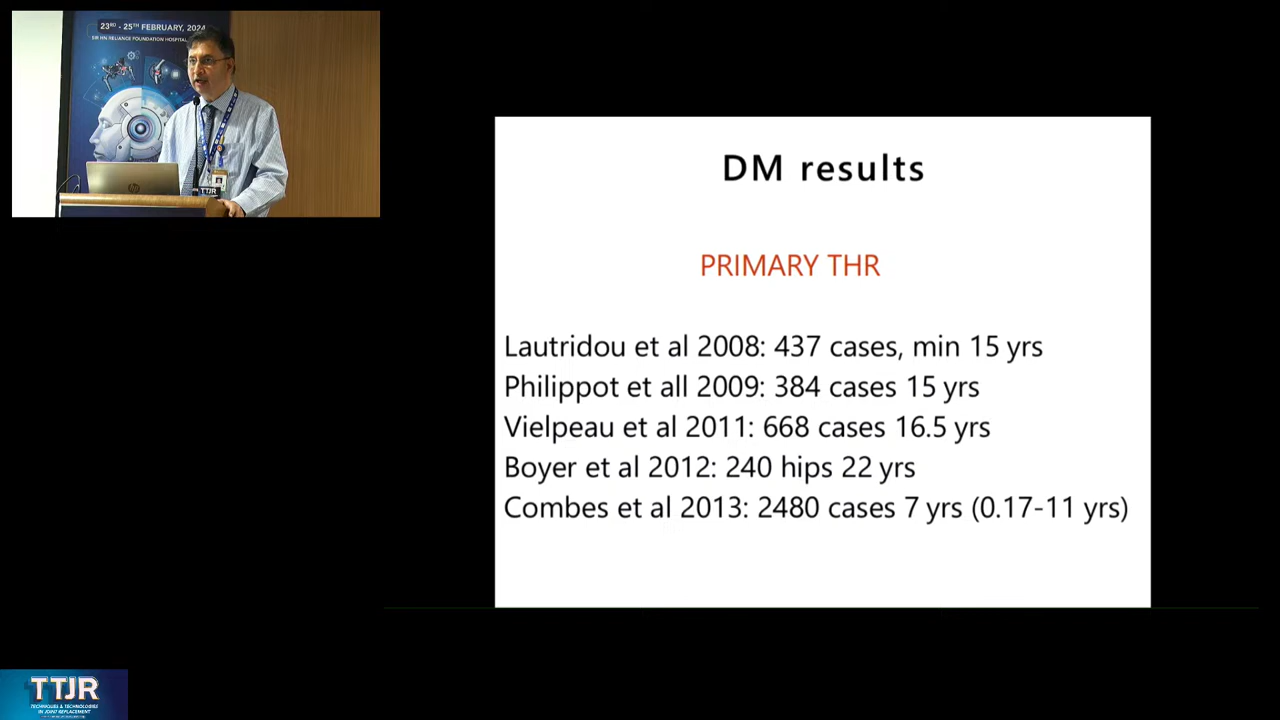 23RD - 25TH FEBRUARY, 2024
SIR HN RELIANCE FOUNDATION HOSPITAL
hp
TTJR
DM results
PRIMARY THR
Lautridou et al 2008: 437 cases, min 15 yrs
Philippot et all 2009: 384 cases 15 yrs
Vielpeau et al 2011: 668 cases 16.5 yrs
Boyer et al 2012: 240 hips 22 yrs
Combes et al 2013: 2480 cases 7 yrs (0.17-11 yrs)
TTJR
TECHNIQUES & TECHNOLOGIES
IN JOINT REPLACEMENT